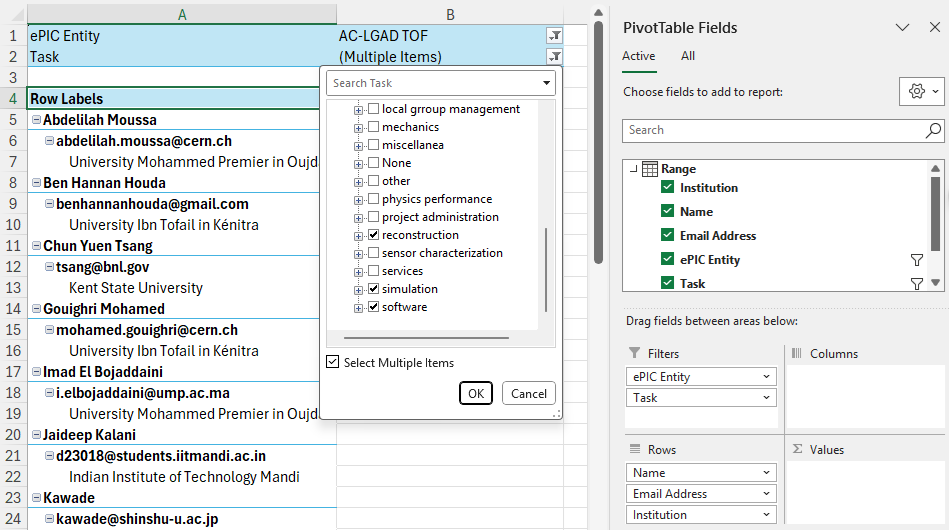 A
B
1 ePIC Entity AC-LGAD TOF
2 Task (Multiple Items)
3
4 Row Labels
5 Abdelilah Moussa
6 abdelilah.moussa@cern.ch
7 University Mohammed Premier in Oujda
8 Ben Hannan Houda
9 benhannanhouda@gmail.com
10 University Ibn Tofail in Kénitra
11 Chun Yuen Tsang
12 tsang@bnl.gov
13 Kent State University
14 Gouighri Mohamed
15 mohamed.gouighri@cern.ch
16 University Ibn Tofail in Kénitra
17 Imad El Bojaddaini
18 i.elbojaddaini@ump.ac.ma
19 University Mohammed Premier in Oujda
20 Jaideep Kalani
21 d23018@students.iitmandi.ac.in
22 Indian Institute of Technology Mandi
23 Kawade
24 kawade@shinshu-u.ac.jp
Search Task
local grroup management
mechanics
miscellanea
None
other
physics performance
project administration
reconstruction
sensor characterization
services
simulation
software
Select Multiple Items
OK Cancel
PivotTable Fields
Active All
Choose fields to add to report:
Search
Range
Institution
Name
Email Address
ePIC Entity
Task
Drag fields between areas below:
Filters
ePIC Entity
Task
Columns
Rows
Name
Email Address
Institution
Σ Values